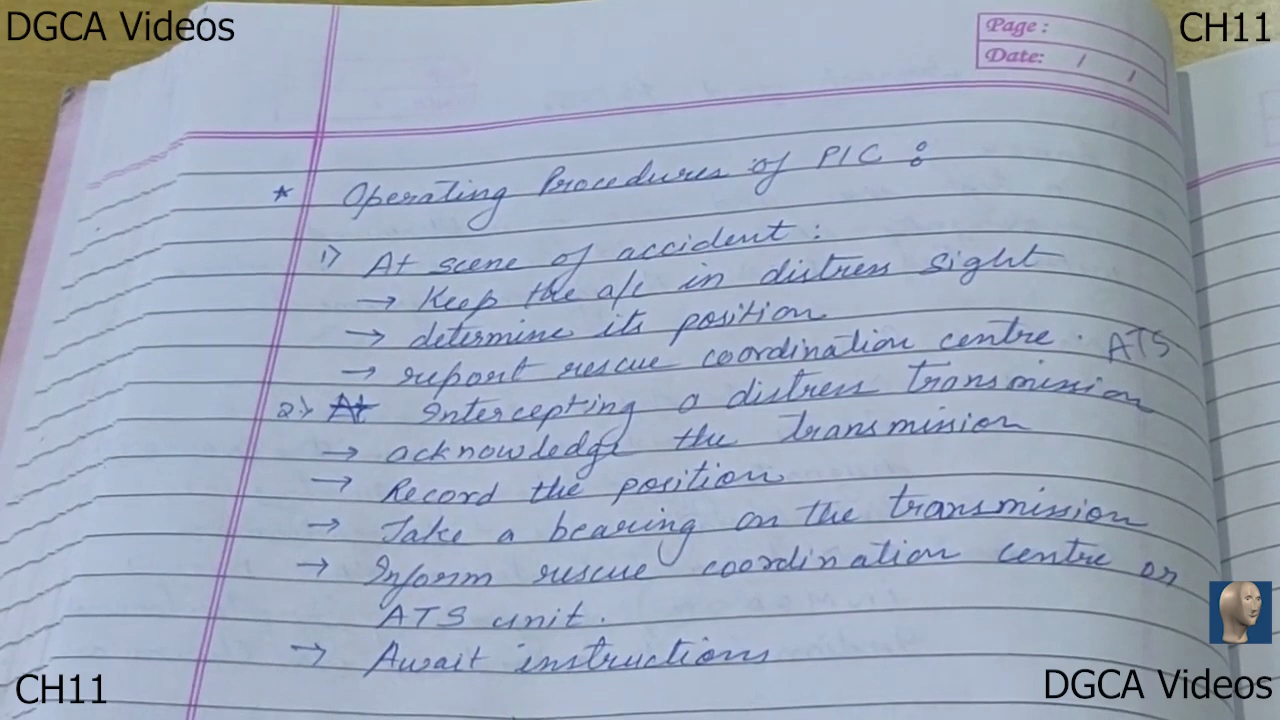 DGCA Videos
CH11
Page :
Date: / /
* Operating Procedures of PIC :
1) At scene of accident :
→ Keep the a/c in distress sight
→ determine its position
→ report rescue coordination centre . ATS
2) At Intercepting a distress transmission
→ acknowledge the transmission
→ Record the position
→ Take a bearing on the transmission
→ Inform rescue coordination centre or
ATS unit .
→ Await instructions
CH11
DGCA Videos